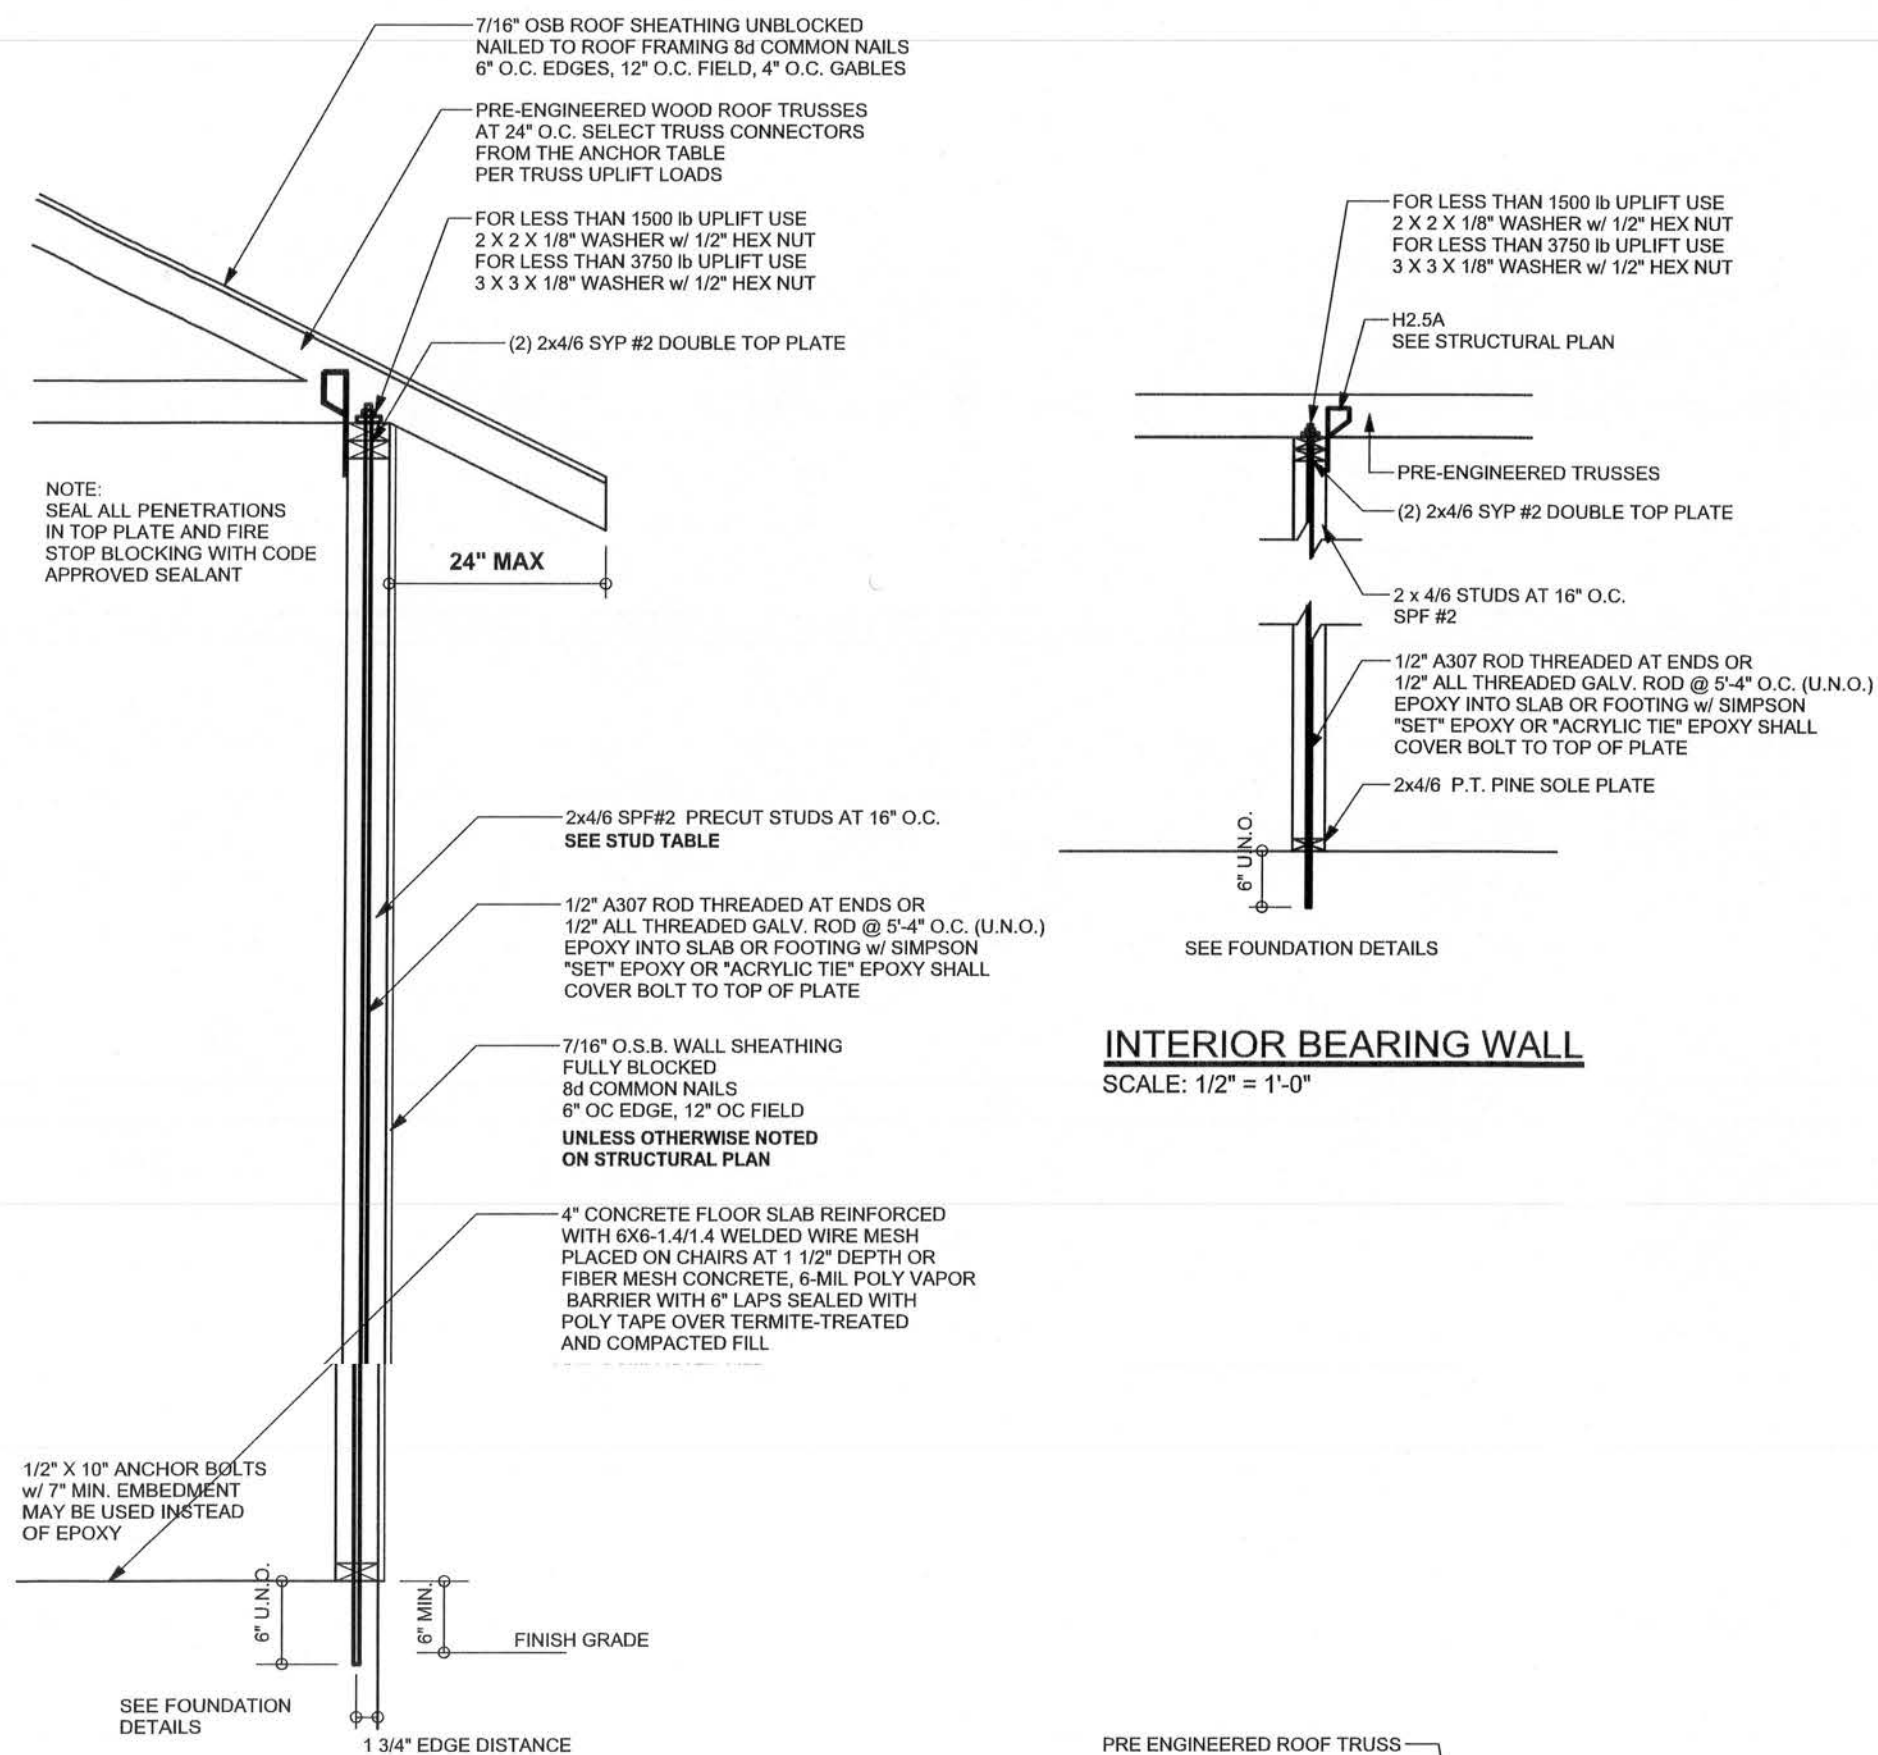 7/16" OSB ROOF SHEATHING UNBLOCKED
NAILED TO ROOF FRAMING 8d COMMON NAILS
6" O.C. EDGES, 12" O.C. FIELD, 4" O.C. GABLES
PRE-ENGINEERED WOOD ROOF TRUSSES
AT 24" O.C. SELECT TRUSS CONNECTORS
FROM THE ANCHOR TABLE
PER TRUSS UPLIFT LOADS
FOR LESS THAN 1500 lb UPLIFT USE
2 X 2 X 1/8" WASHER w/ 1/2" HEX NUT
FOR LESS THAN 3750 lb UPLIFT USE
3 X 3 X 1/8" WASHER w/ 1/2" HEX NUT
(2) 2x4/6 SYP #2 DOUBLE TOP PLATE
NOTE:
SEAL ALL PENETRATIONS
IN TOP PLATE AND FIRE
STOP BLOCKING WITH CODE
APPROVED SEALANT
24" MAX
2x4/6 SPF#2 PRECUT STUDS AT 16" O.C.
SEE STUD TABLE
1/2" A307 ROD THREADED AT ENDS OR
1/2" ALL THREADED GALV. ROD @ 5'-4" O.C. (U.N.O.)
EPOXY INTO SLAB OR FOOTING w/ SIMPSON
"SET" EPOXY OR "ACRYLIC TIE" EPOXY SHALL
COVER BOLT TO TOP OF PLATE
7/16" O.S.B. WALL SHEATHING
FULLY BLOCKED
8d COMMON NAILS
6" OC EDGE, 12" OC FIELD
UNLESS OTHERWISE NOTED
ON STRUCTURAL PLAN
4" CONCRETE FLOOR SLAB REINFORCED
WITH 6X6-1.4/1.4 WELDED WIRE MESH
PLACED ON CHAIRS AT 1 1/2" DEPTH OR
FIBER MESH CONCRETE, 6-MIL POLY VAPOR
BARRIER WITH 6" LAPS SEALED WITH
POLY TAPE OVER TERMITE-TREATED
AND COMPACTED FILL
1/2" X 10" ANCHOR BOLTS
w/ 7" MIN. EMBEDMENT
MAY BE USED INSTEAD
OF EPOXY
6" U.N.O.
6" MIN.
FINISH GRADE
SEE FOUNDATION
DETAILS
1 3/4" EDGE DISTANCE
FOR LESS THAN 1500 lb UPLIFT USE
2 X 2 X 1/8" WASHER w/ 1/2" HEX NUT
FOR LESS THAN 3750 lb UPLIFT USE
3 X 3 X 1/8" WASHER w/ 1/2" HEX NUT
H2.5A
SEE STRUCTURAL PLAN
PRE-ENGINEERED TRUSSES
(2) 2x4/6 SYP #2 DOUBLE TOP PLATE
2 x 4/6 STUDS AT 16" O.C.
SPF #2
1/2" A307 ROD THREADED AT ENDS OR
1/2" ALL THREADED GALV. ROD @ 5'-4" O.C. (U.N.O.)
EPOXY INTO SLAB OR FOOTING w/ SIMPSON
"SET" EPOXY OR "ACRYLIC TIE" EPOXY SHALL
COVER BOLT TO TOP OF PLATE
2x4/6 P.T. PINE SOLE PLATE
6" U.N.O.
SEE FOUNDATION DETAILS
INTERIOR BEARING WALL
SCALE: 1/2" = 1'-0"
PRE ENGINEERED ROOF TRUSS